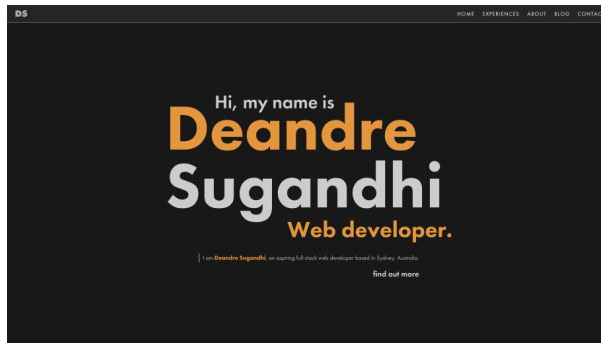 DS
HOME EXPERIENCES ABOUT BLOG CONTAC
Hi, my name is
Deandre
Sugandhi
Web developer.
I am Deandre Sugandhi, an aspiring full-stack web developer based in Sydney, Australia.
find out more